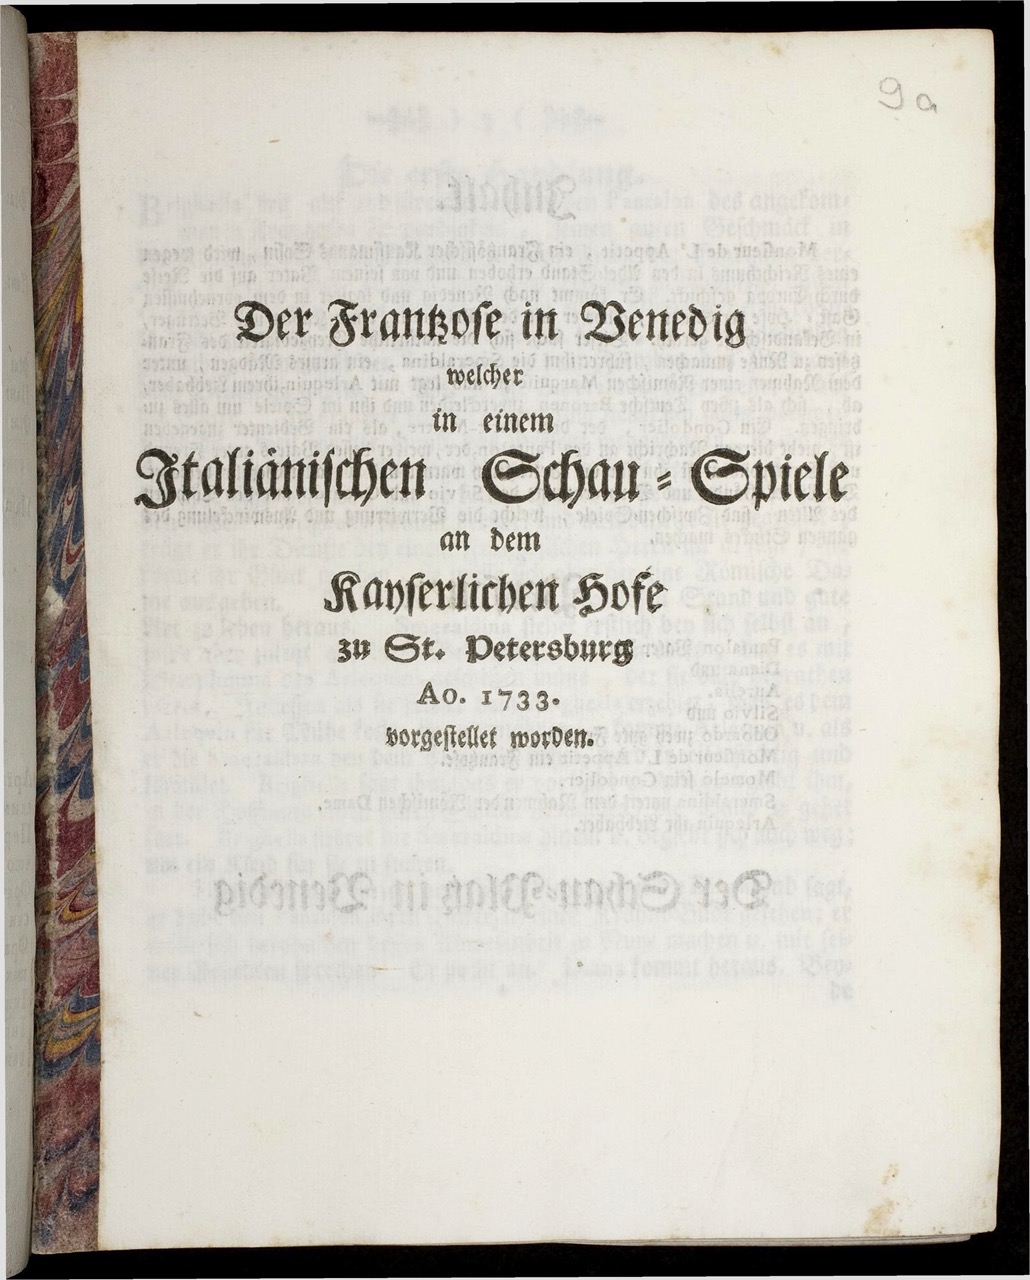 9a
Der Frantzose in Venedig
welcher
in einem
Italiänischen Schau-Spiele
an dem
Kayserlichen Hofe
zu St. Petersburg
Ao. 1733.
vorgestellet worden.